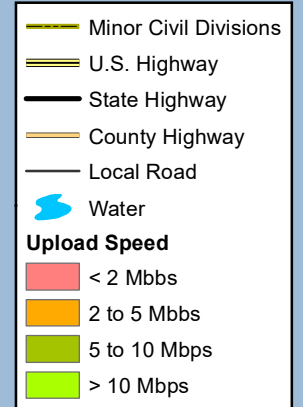 Minor Civil Divisions
U.S. Highway
State Highway
County Highway
Local Road
Water
Upload Speed
< 2 Mbbs
2 to 5 Mbbs
5 to 10 Mbps
> 10 Mbps